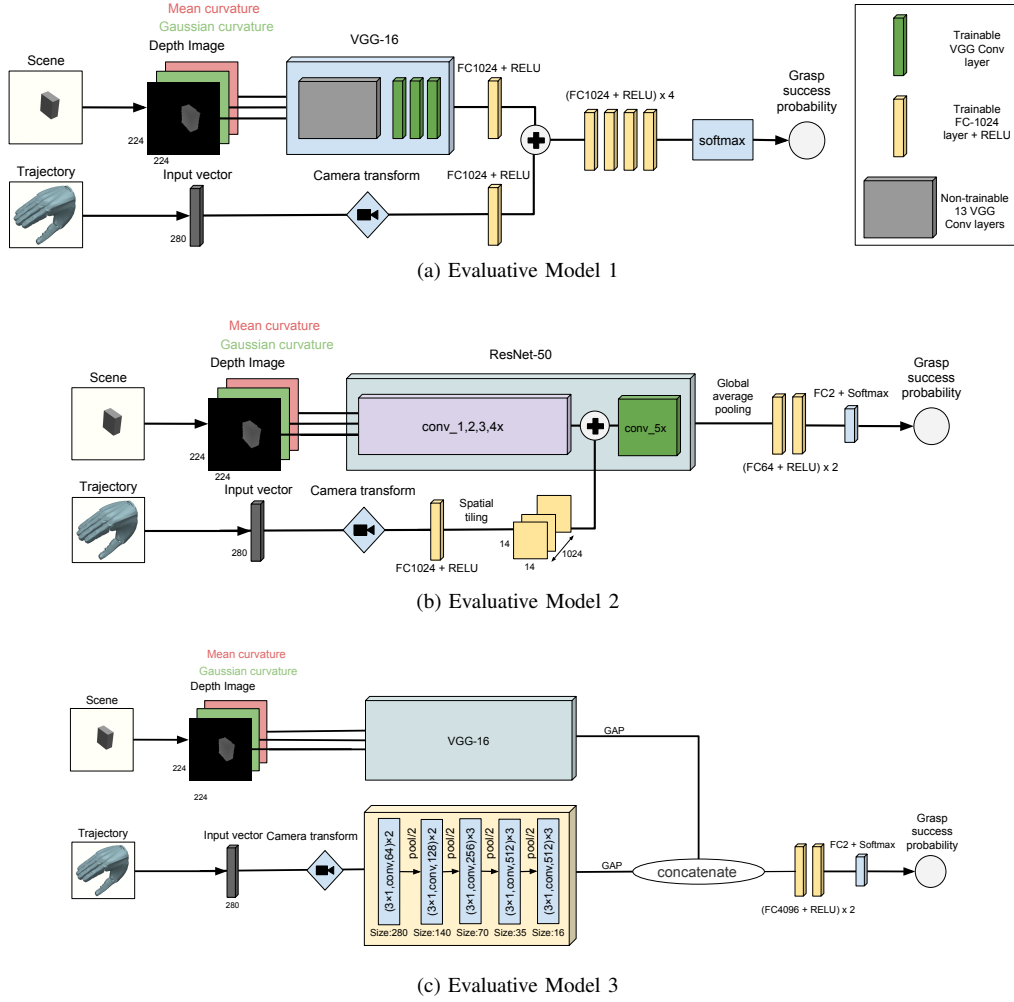 Mean curvature
Gaussian curvature
Depth Image
Scene
224
224
VGG-16
FC1024 + RELU
(FC1024 + RELU) x 4
softmax
Grasp
success
probability
Trajectory
Input vector
280
Camera transform
FC1024 + RELU
Trainable
VGG Conv
layer
Trainable
FC-1024
layer + RELU
Non-trainable
13 VGG
Conv layers
(a) Evaluative Model 1
Mean curvature
Gaussian curvature
Depth Image
Scene
224
224
ResNet-50
conv_1,2,3,4x
conv_5x
Global
average
pooling
(FC64 + RELU) x 2
FC2 + Softmax
Grasp
success
probability
Trajectory
Input vector
280
Camera transform
FC1024 + RELU
Spatial
tiling
14
14
1024
(b) Evaluative Model 2
Mean curvature
Gaussian curvature
Depth Image
Scene
224
224
VGG-16
GAP
Trajectory
Input vector
280
Camera transform
(3×1,conv,64)×2
pool/2
(3×1,conv,128)×2
pool/2
(3×1,conv,256)×3
pool/2
(3×1,conv,512)×3
pool/2
(3×1,conv,512)×3
Size:280
Size:140
Size:70
Size:35
Size:16
GAP
concatenate
(FC4096 + RELU) x 2
FC2 + Softmax
Grasp
success
probability
(c) Evaluative Model 3